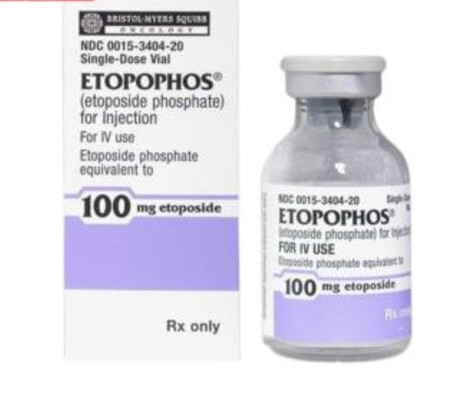 BRISTOL-MYERS SQUIBB
ONCOLOGY
NDC 0015-3404-20
Single-Dose Vial
ETOPOPHOS®
(etoposide phosphate)
for Injection
For IV use
Etoposide phosphate
equivalent to
100 mg etoposide
Rx only
NDC 0015-3404-20
ETOPOPHOS®
(etoposide phosphate) for
FOR IV USE
Etoposide phosphate equivalent to
100 mg etoposide
Rx